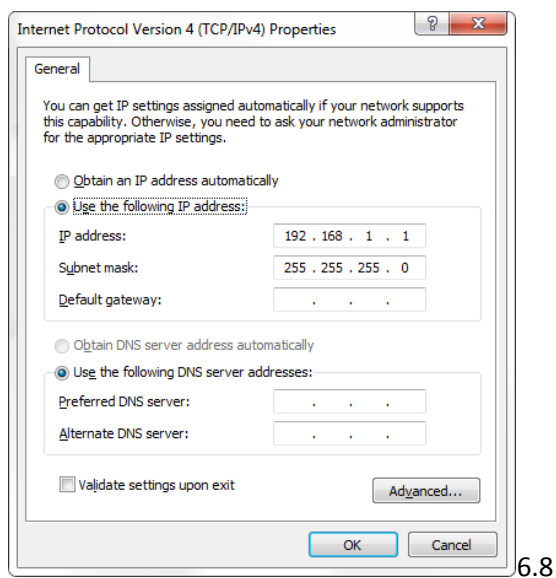 Internet Protocol Version 4 (TCP/IPv4) Properties
General
You can get IP settings assigned automatically if your network supports
this capability. Otherwise, you need to ask your network administrator
for the appropriate IP settings.
Obtain an IP address automatically
Use the following IP address:
IP address: 192 . 168 . 1 . 1
Subnet mask: 255 . 255 . 255 . 0
Default gateway: . . .
Obtain DNS server address automatically
Use the following DNS server addresses:
Preferred DNS server: . . .
Alternate DNS server: . . .
Validate settings upon exit
Advanced...
OK Cancel
6.8